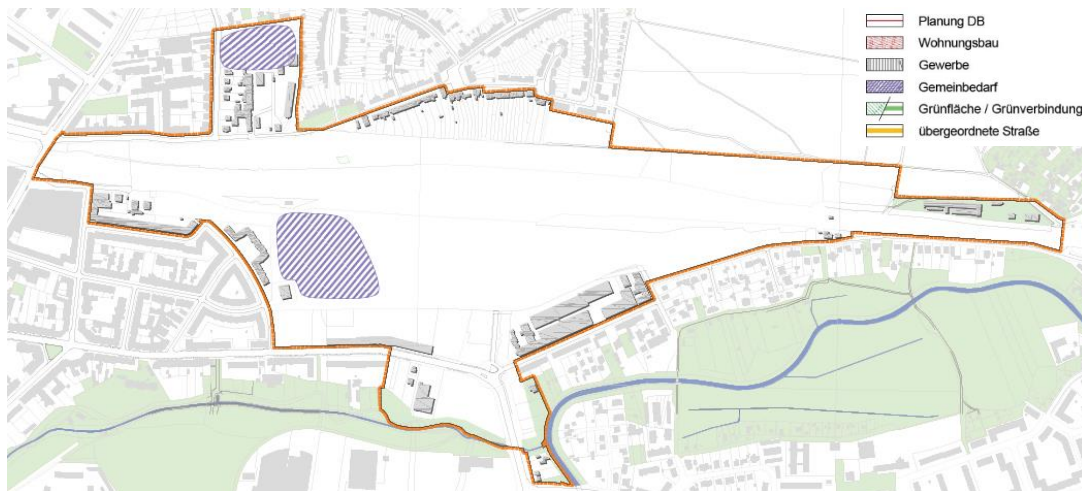 Planung DB
Wohnungsbau
Gewerbe
Gemeinbedarf
Grünfläche / Grünverbindung
übergeordnete Straße